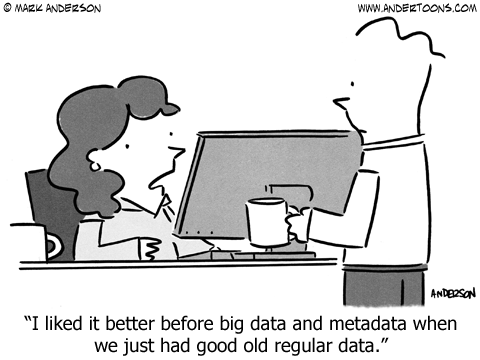 © MARK ANDERSON
WWW.ANDERTOONS.COM
ANDERSON
“I liked it better before big data and metadata when
we just had good old regular data.”